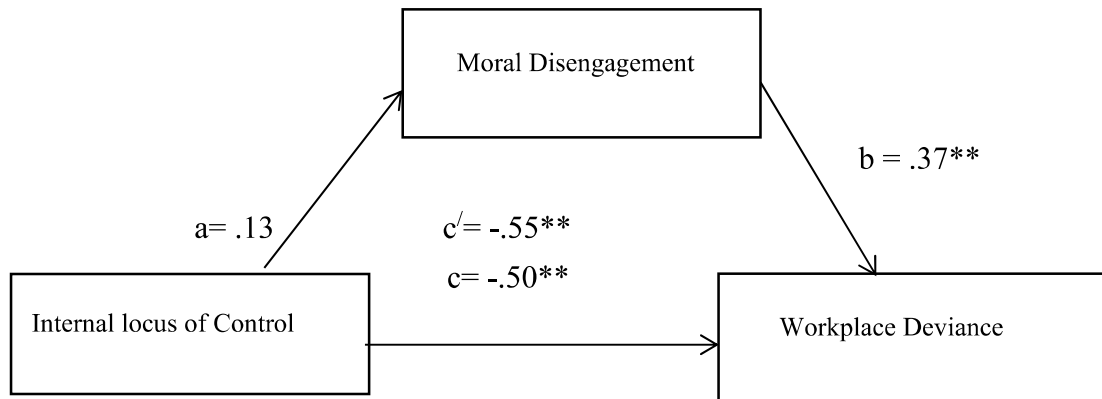 Moral Disengagement
b = .37**
a= .13
c/= -.55**
c= -.50**
Internal locus of Control
Workplace Deviance